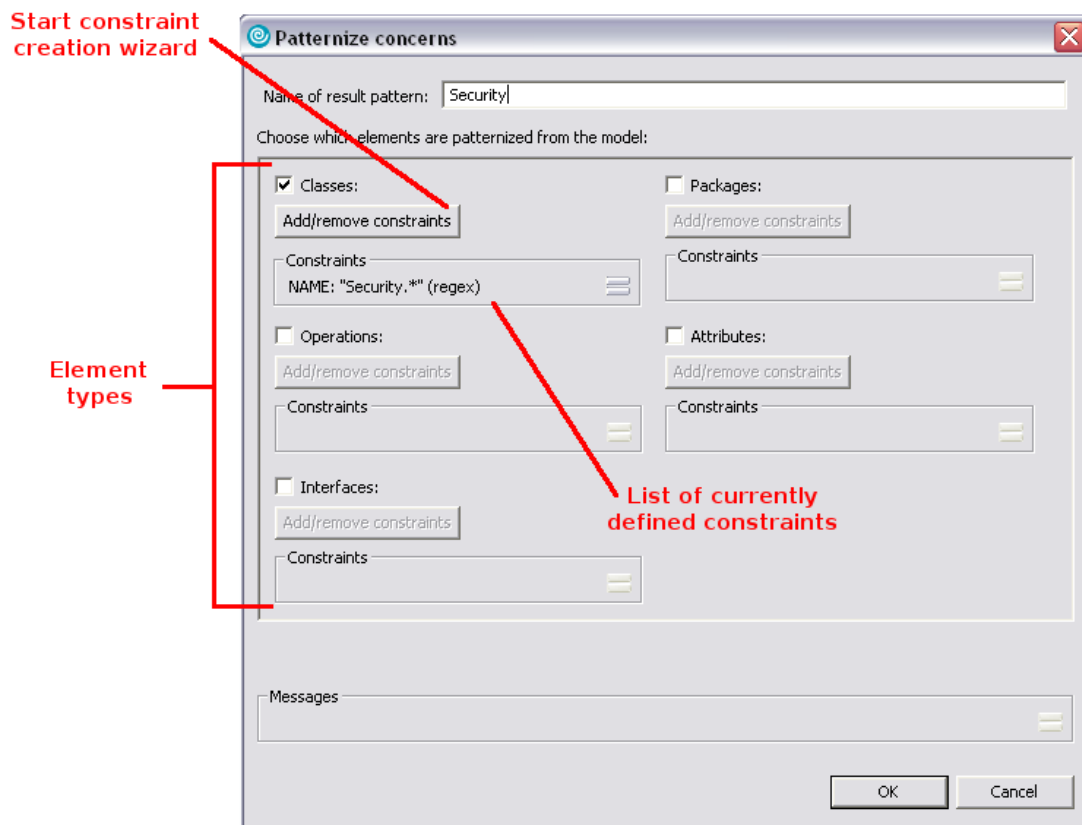 Start constraint
creation wizard
Patternize concerns
Name of result pattern: Security
Choose which elements are patternized from the model:
Classes:
Add/remove constraints
Constraints
NAME: "Security.*" (regex)
Packages:
Add/remove constraints
Constraints
Operations:
Add/remove constraints
Constraints
Attributes:
Add/remove constraints
Constraints
Element
types
Interfaces:
Add/remove constraints
Constraints
List of currently
defined constraints
Messages
OK
Cancel